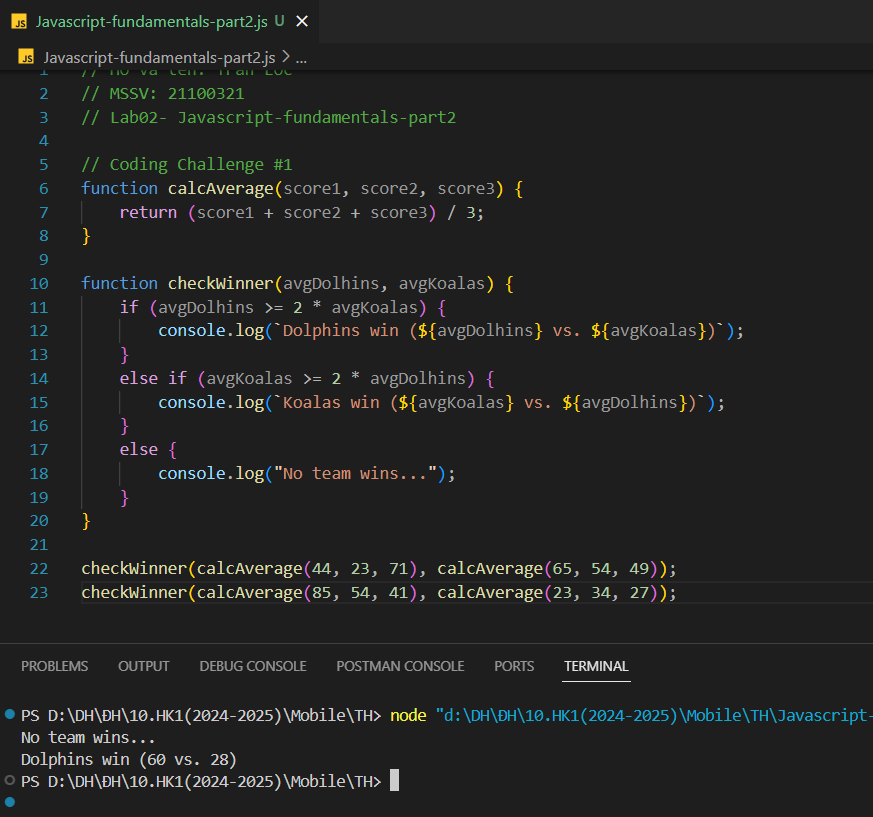 JS Javascript-fundamentals-part2.js U ×
JS Javascript-fundamentals-part2.js > ...
1 // Họ và tên: Trần Lộc
2 // MSSV: 21100321
3 // Lab02- Javascript-fundamentals-part2
4
5 // Coding Challenge #1
6 function calcAverage(score1, score2, score3) {
7     return (score1 + score2 + score3) / 3;
8 }
9
10 function checkWinner(avgDolhins, avgKoalas) {
11     if (avgDolhins >= 2 * avgKoalas) {
12         console.log(`Dolphins win (${avgDolhins} vs. ${avgKoalas})`);
13     }
14     else if (avgKoalas >= 2 * avgDolhins) {
15         console.log(`Koalas win (${avgKoalas} vs. ${avgDolhins})`);
16     }
17     else {
18         console.log("No team wins...");
19     }
20 }
21
22 checkWinner(calcAverage(44, 23, 71), calcAverage(65, 54, 49));
23 checkWinner(calcAverage(85, 54, 41), calcAverage(23, 34, 27));
PROBLEMS OUTPUT DEBUG CONSOLE POSTMAN CONSOLE PORTS TERMINAL
PS D:\DH\ĐH\10.HK1(2024-2025)\Mobile\TH> node "d:\DH\ĐH\10.HK1(2024-2025)\Mobile\TH\Javascript-
No team wins...
Dolphins win (60 vs. 28)
PS D:\DH\ĐH\10.HK1(2024-2025)\Mobile\TH>